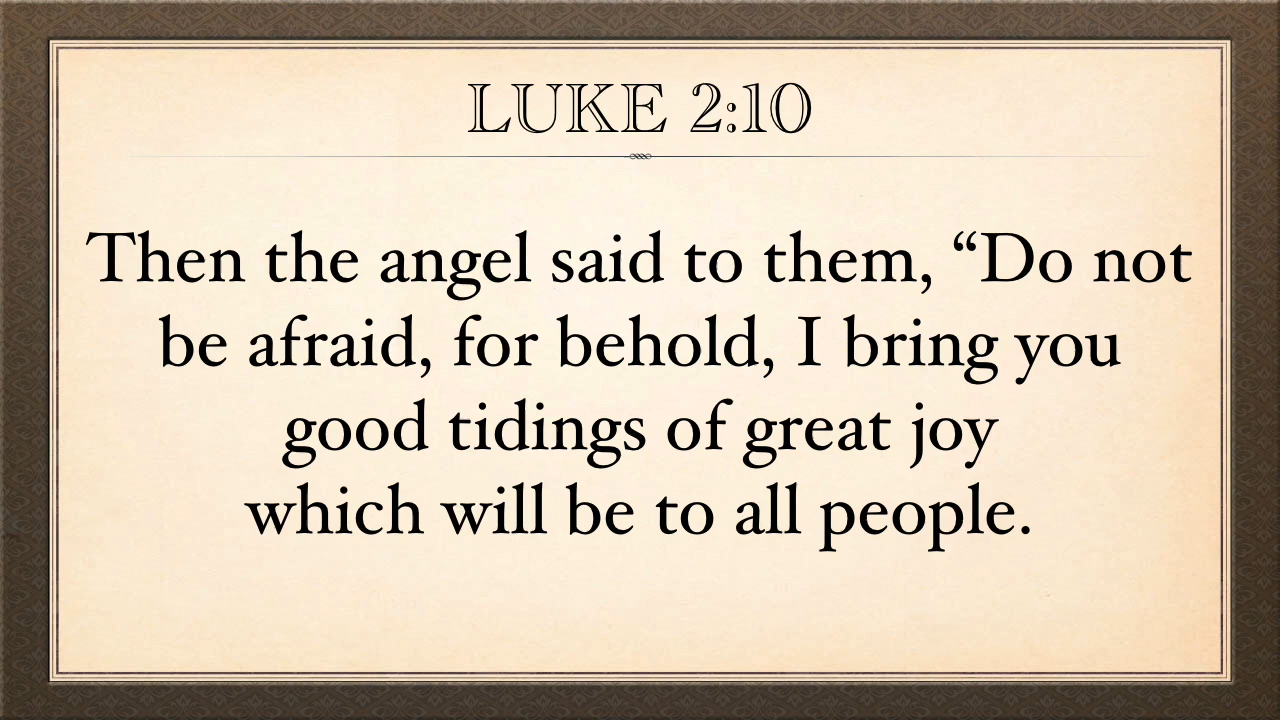 LUKE 2:10
Then the angel said to them, “Do not
be afraid, for behold, I bring you
good tidings of great joy
which will be to all people.